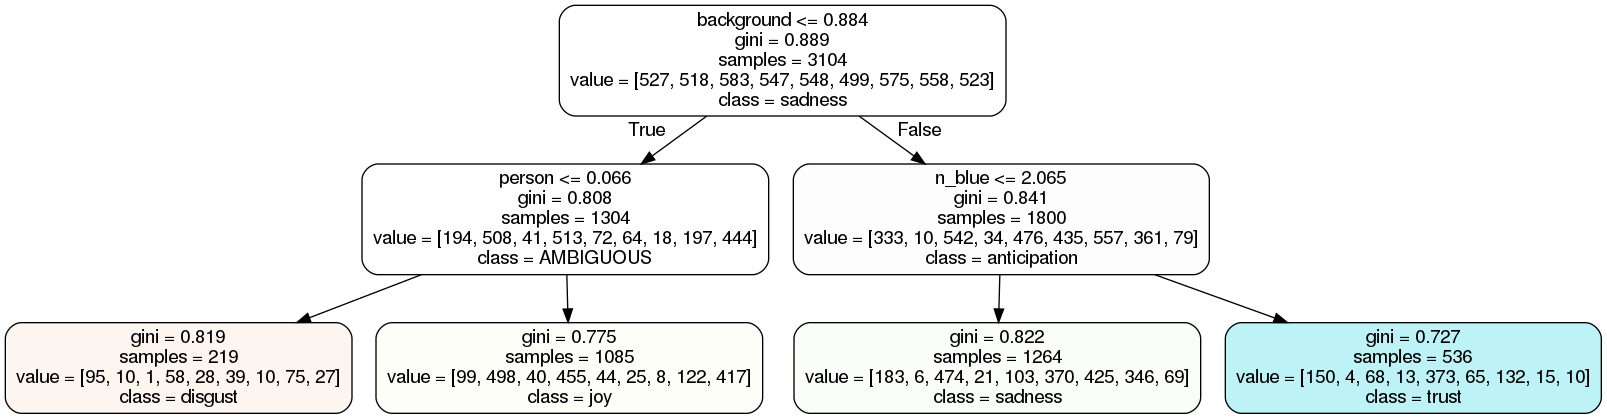 background <= 0.884
gini = 0.889
samples = 3104
value = [527, 518, 583, 547, 548, 499, 575, 558, 523]
class = sadness
True
False
person <= 0.066
gini = 0.808
samples = 1304
value = [194, 508, 41, 513, 72, 64, 18, 197, 444]
class = AMBIGUOUS
n_blue <= 2.065
gini = 0.841
samples = 1800
value = [333, 10, 542, 34, 476, 435, 557, 361, 79]
class = anticipation
gini = 0.819
samples = 219
value = [95, 10, 1, 58, 28, 39, 10, 75, 27]
class = disgust
gini = 0.775
samples = 1085
value = [99, 498, 40, 455, 44, 25, 8, 122, 417]
class = joy
gini = 0.822
samples = 1264
value = [183, 6, 474, 21, 103, 370, 425, 346, 69]
class = sadness
gini = 0.727
samples = 536
value = [150, 4, 68, 13, 373, 65, 132, 15, 10]
class = trust